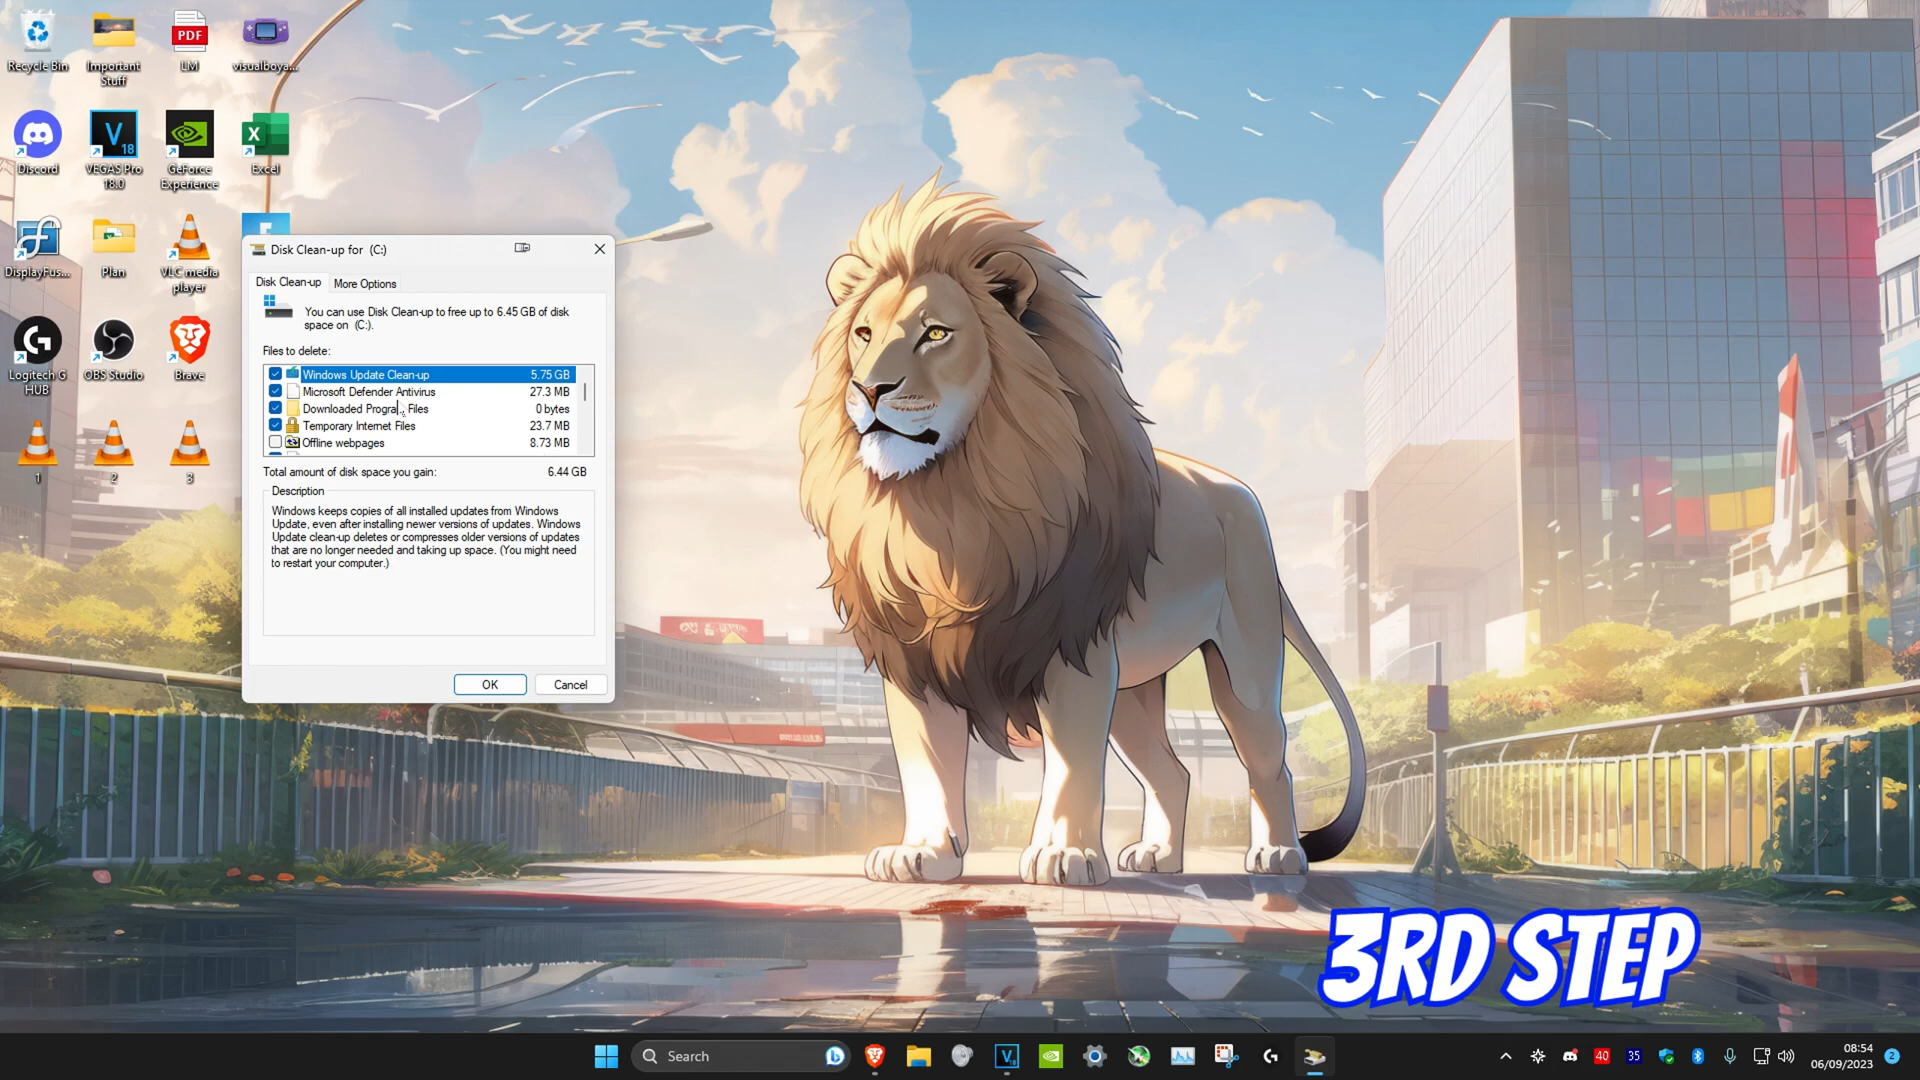 Recycle Bin
Important
Stuff
PDF
LM
visualboya...
Discord
V
18
VEGAS Pro
18.0
GeForce
Experience
X
Excel
DisplayFus...
Plan
VLC media
player
Logitech G
HUB
OBS Studio
Brave
1
2
3
Disk Clean-up for (C:)
Disk Clean-up
More Options
You can use Disk Clean-up to free up to 6.45 GB of disk
space on (C:).
Files to delete:
Windows Update Clean-up 5.75 GB
Microsoft Defender Antivirus 27.3 MB
Downloaded Progra Files 0 bytes
Temporary Internet Files 23.7 MB
Offline webpages 8.73 MB
Total amount of disk space you gain: 6.44 GB
Description
Windows keeps copies of all installed updates from Windows
Update, even after installing newer versions of updates. Windows
Update clean-up deletes or compresses older versions of updates
that are no longer needed and taking up space. (You might need
to restart your computer.)
OK
Cancel
3RD STEP
Search
V
18
40
35
08:54
06/09/2023
2